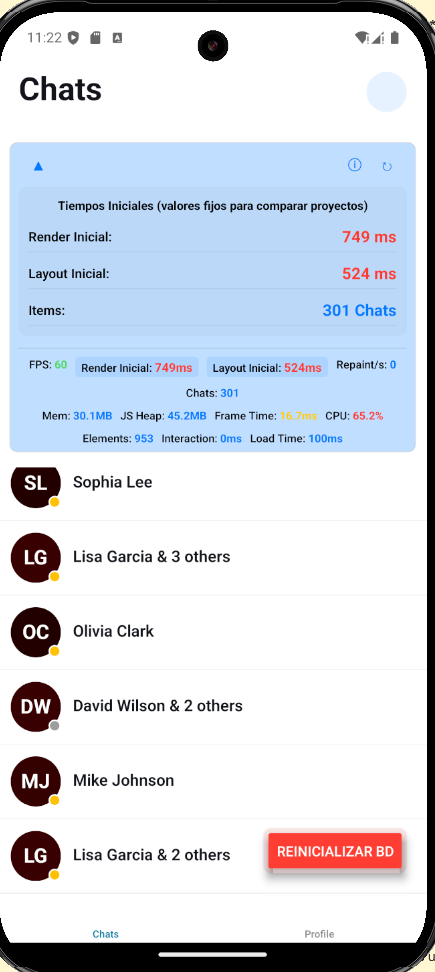 11:22
Chats
Tiempos Iniciales (valores fijos para comparar proyectos)
Render Inicial: 749 ms
Layout Inicial: 524 ms
Items: 301 Chats
FPS: 60 Render Inicial: 749ms Layout Inicial: 524ms Repaint/s: 0
Chats: 301
Mem: 30.1MB JS Heap: 45.2MB Frame Time: 16.7ms CPU: 65.2%
Elements: 953 Interaction: 0ms Load Time: 100ms
SL Sophia Lee
LG Lisa Garcia & 3 others
OC Olivia Clark
DW David Wilson & 2 others
MJ Mike Johnson
LG Lisa Garcia & 2 others
REINICIALIZAR BD
Chats Profile